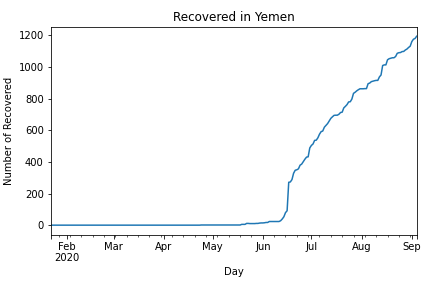 Recovered in Yemen
Number of Recovered
1200
1000
800
600
400
200
0
Feb Mar Apr May Jun Jul Aug Sep
2020
Day